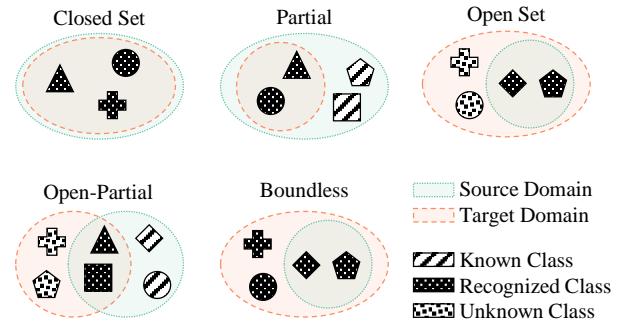 Closed Set
Partial
Open Set
Open-Partial
Boundless
Source Domain
Target Domain
Known Class
Recognized Class
Unknown Class